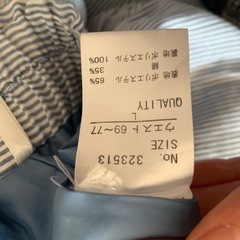 No. 323513
SIZE
ウエスト 69〜77
L
QUALITY
65% ポリエステル 表地
35% 綿
100% ポリエステル 裏地